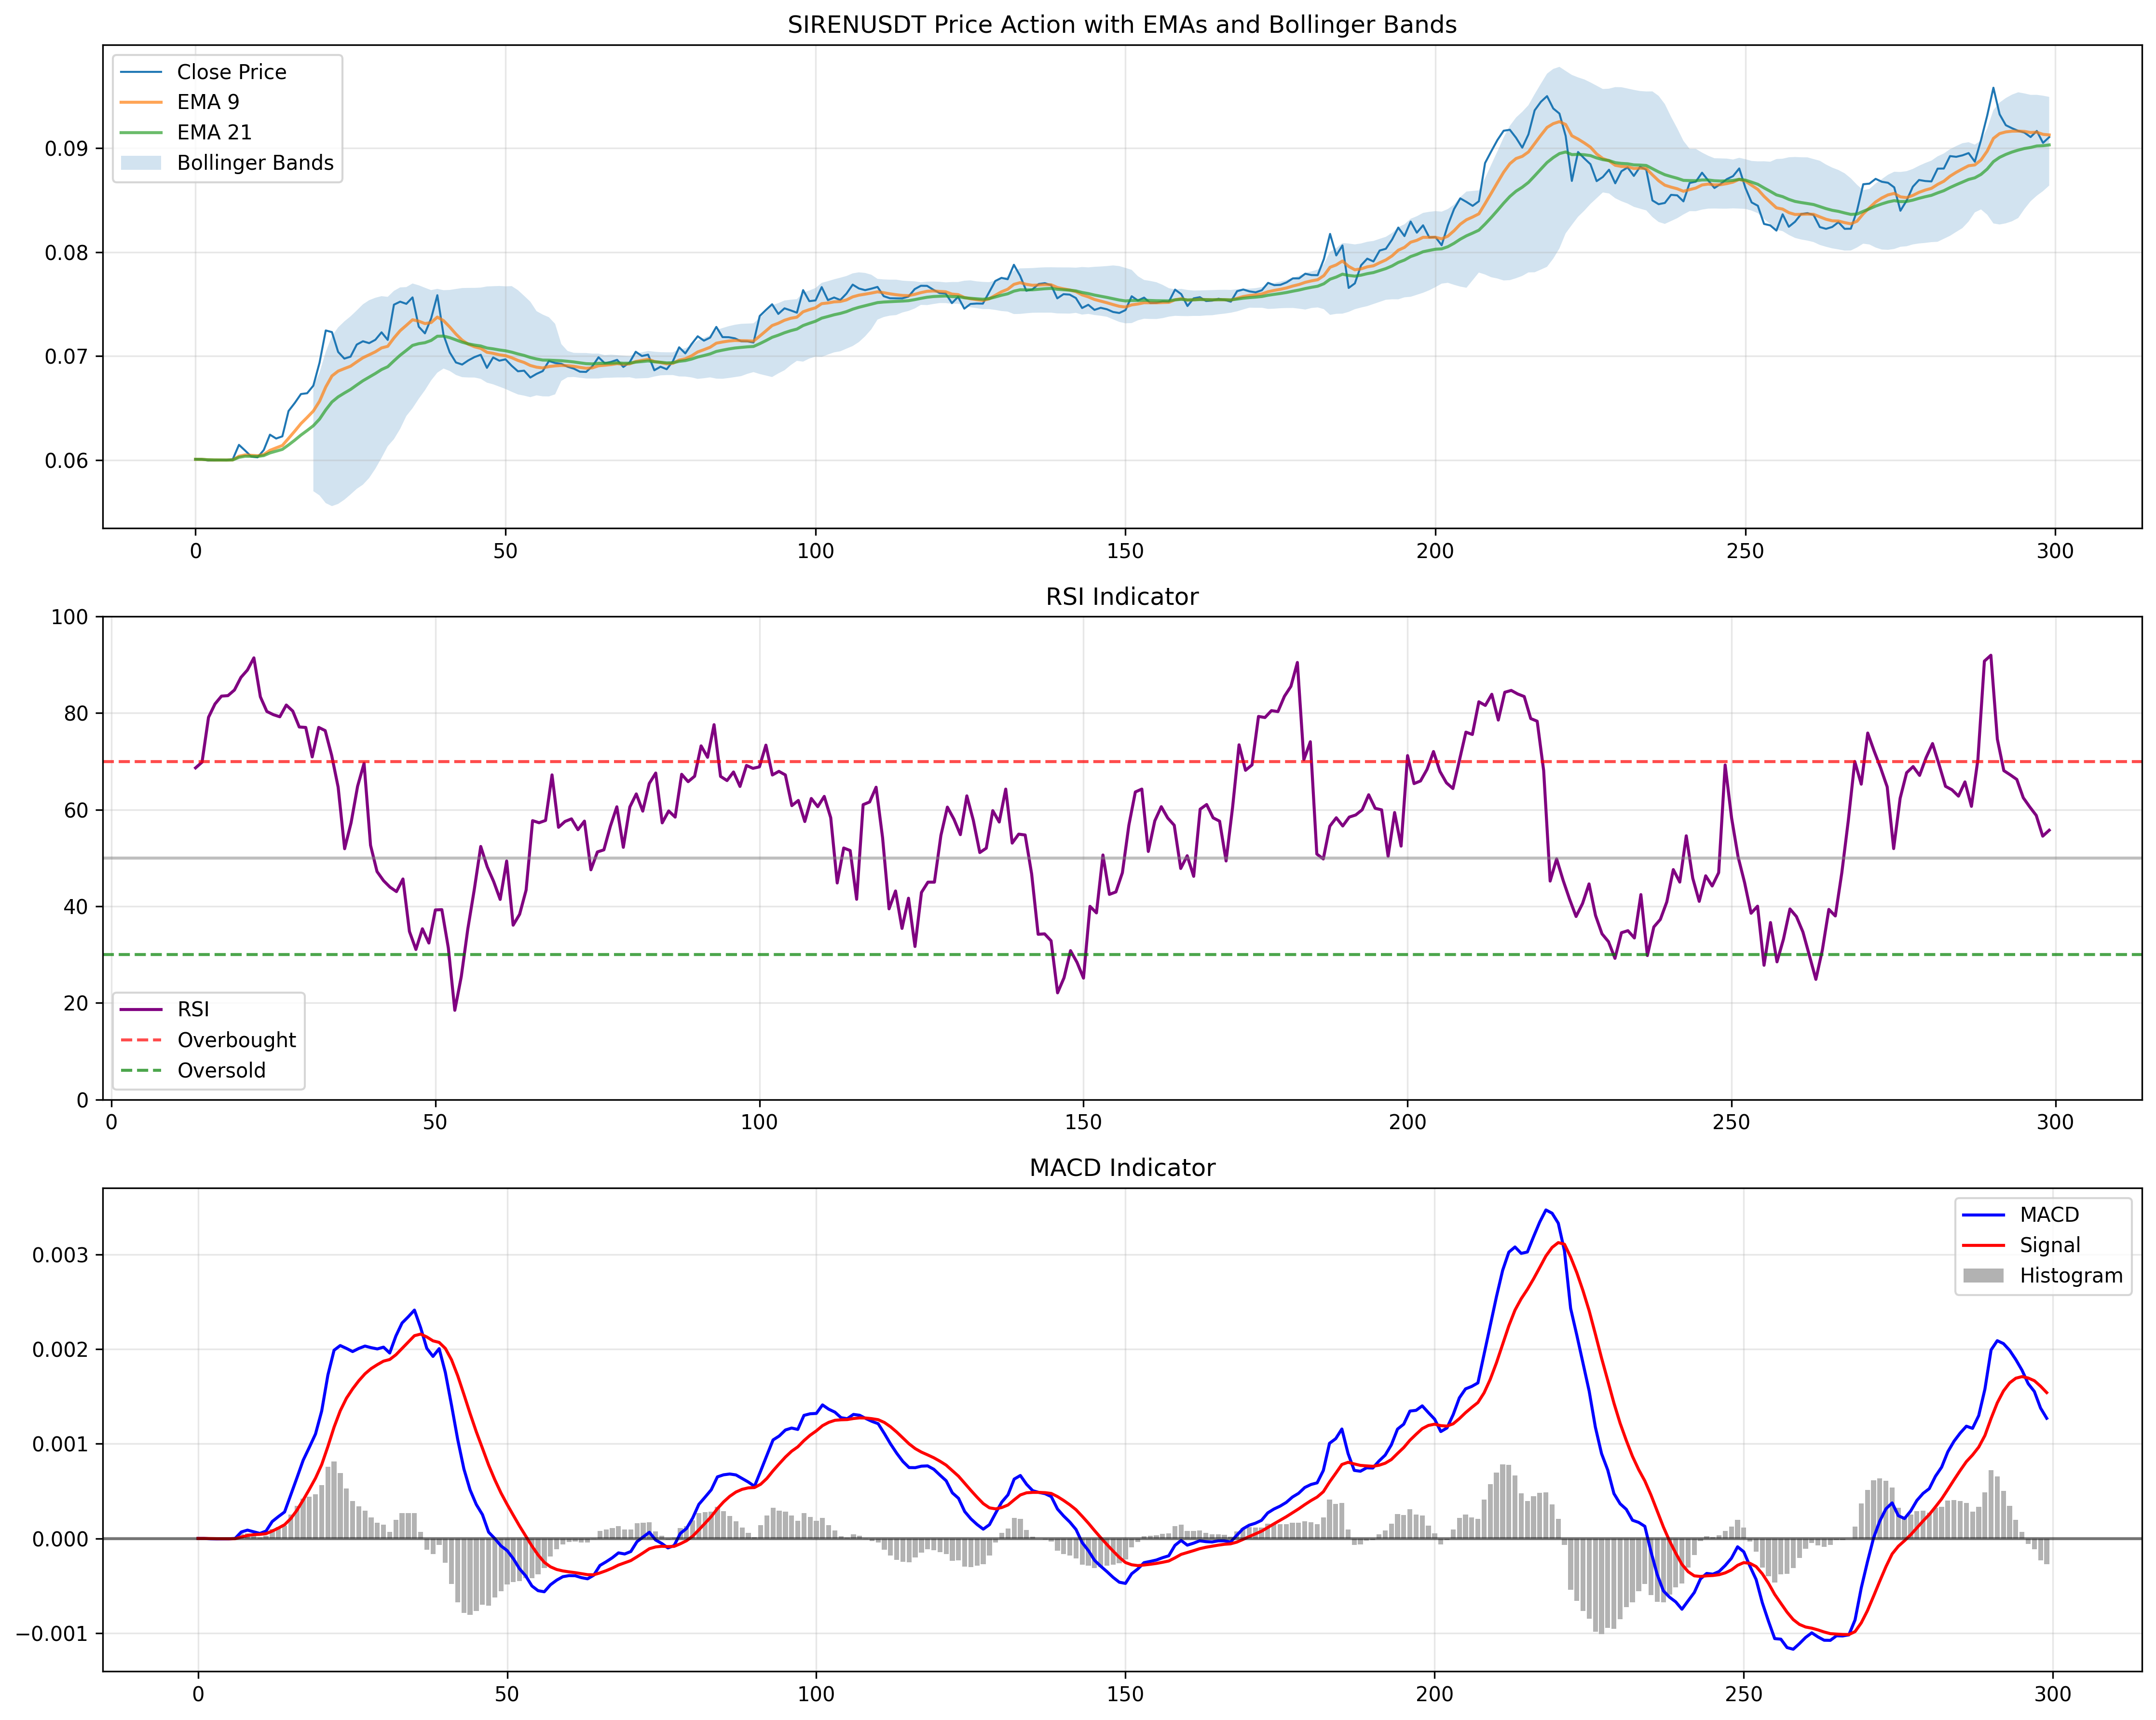 SIRENUSDT Price Action with EMAs and Bollinger Bands
Close Price
EMA 9
EMA 21
Bollinger Bands
0.09
0.08
0.07
0.06
0 50 100 150 200 250 300
RSI Indicator
100
80
60
40
20
0
RSI
Overbought
Oversold
0 50 100 150 200 250 300
MACD Indicator
MACD
Signal
Histogram
0.003
0.002
0.001
0.000
−0.001
0 50 100 150 200 250 300